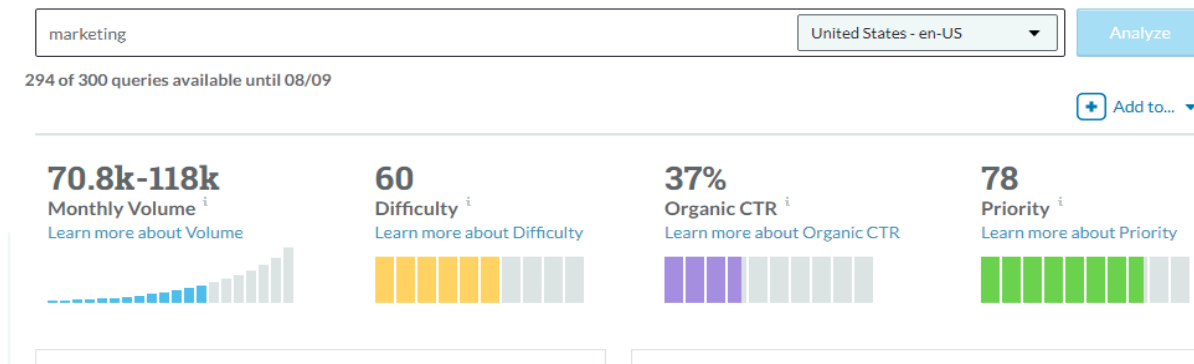 marketing
United States - en-US
Analyze
294 of 300 queries available until 08/09
Add to...
70.8k-118k
Monthly Volume i
Learn more about Volume
60
Difficulty i
Learn more about Difficulty
37%
Organic CTR i
Learn more about Organic CTR
78
Priority i
Learn more about Priority